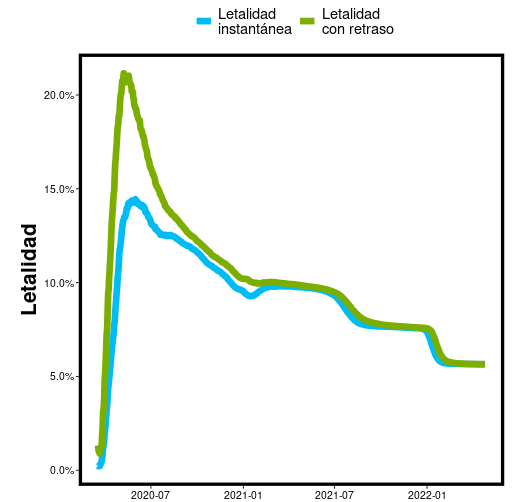 Letalidad
instantánea
Letalidad
con retraso
Letalidad
20.0%
15.0%
10.0%
5.0%
0.0%
2020-07
2021-01
2021-07
2022-01